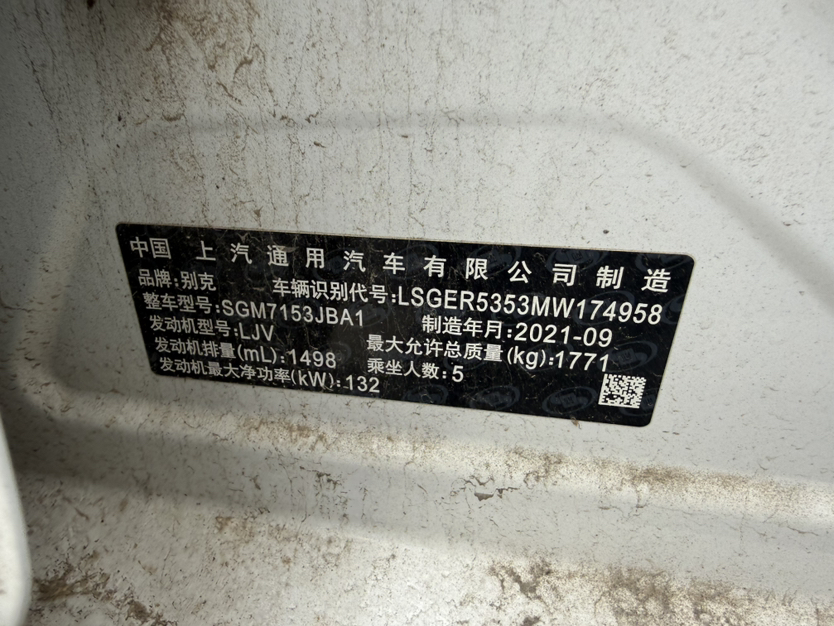 中国 上汽通用汽车有限公司制造
品牌:别克 车辆识别代号:LSGER5353MW174958
整车型号:SGM7153JBA1 制造年月:2021-09
发动机型号:LJV 最大允许总质量(kg):1771
发动机排量(mL):1498 乘坐人数:5
发动机最大净功率(kW):132